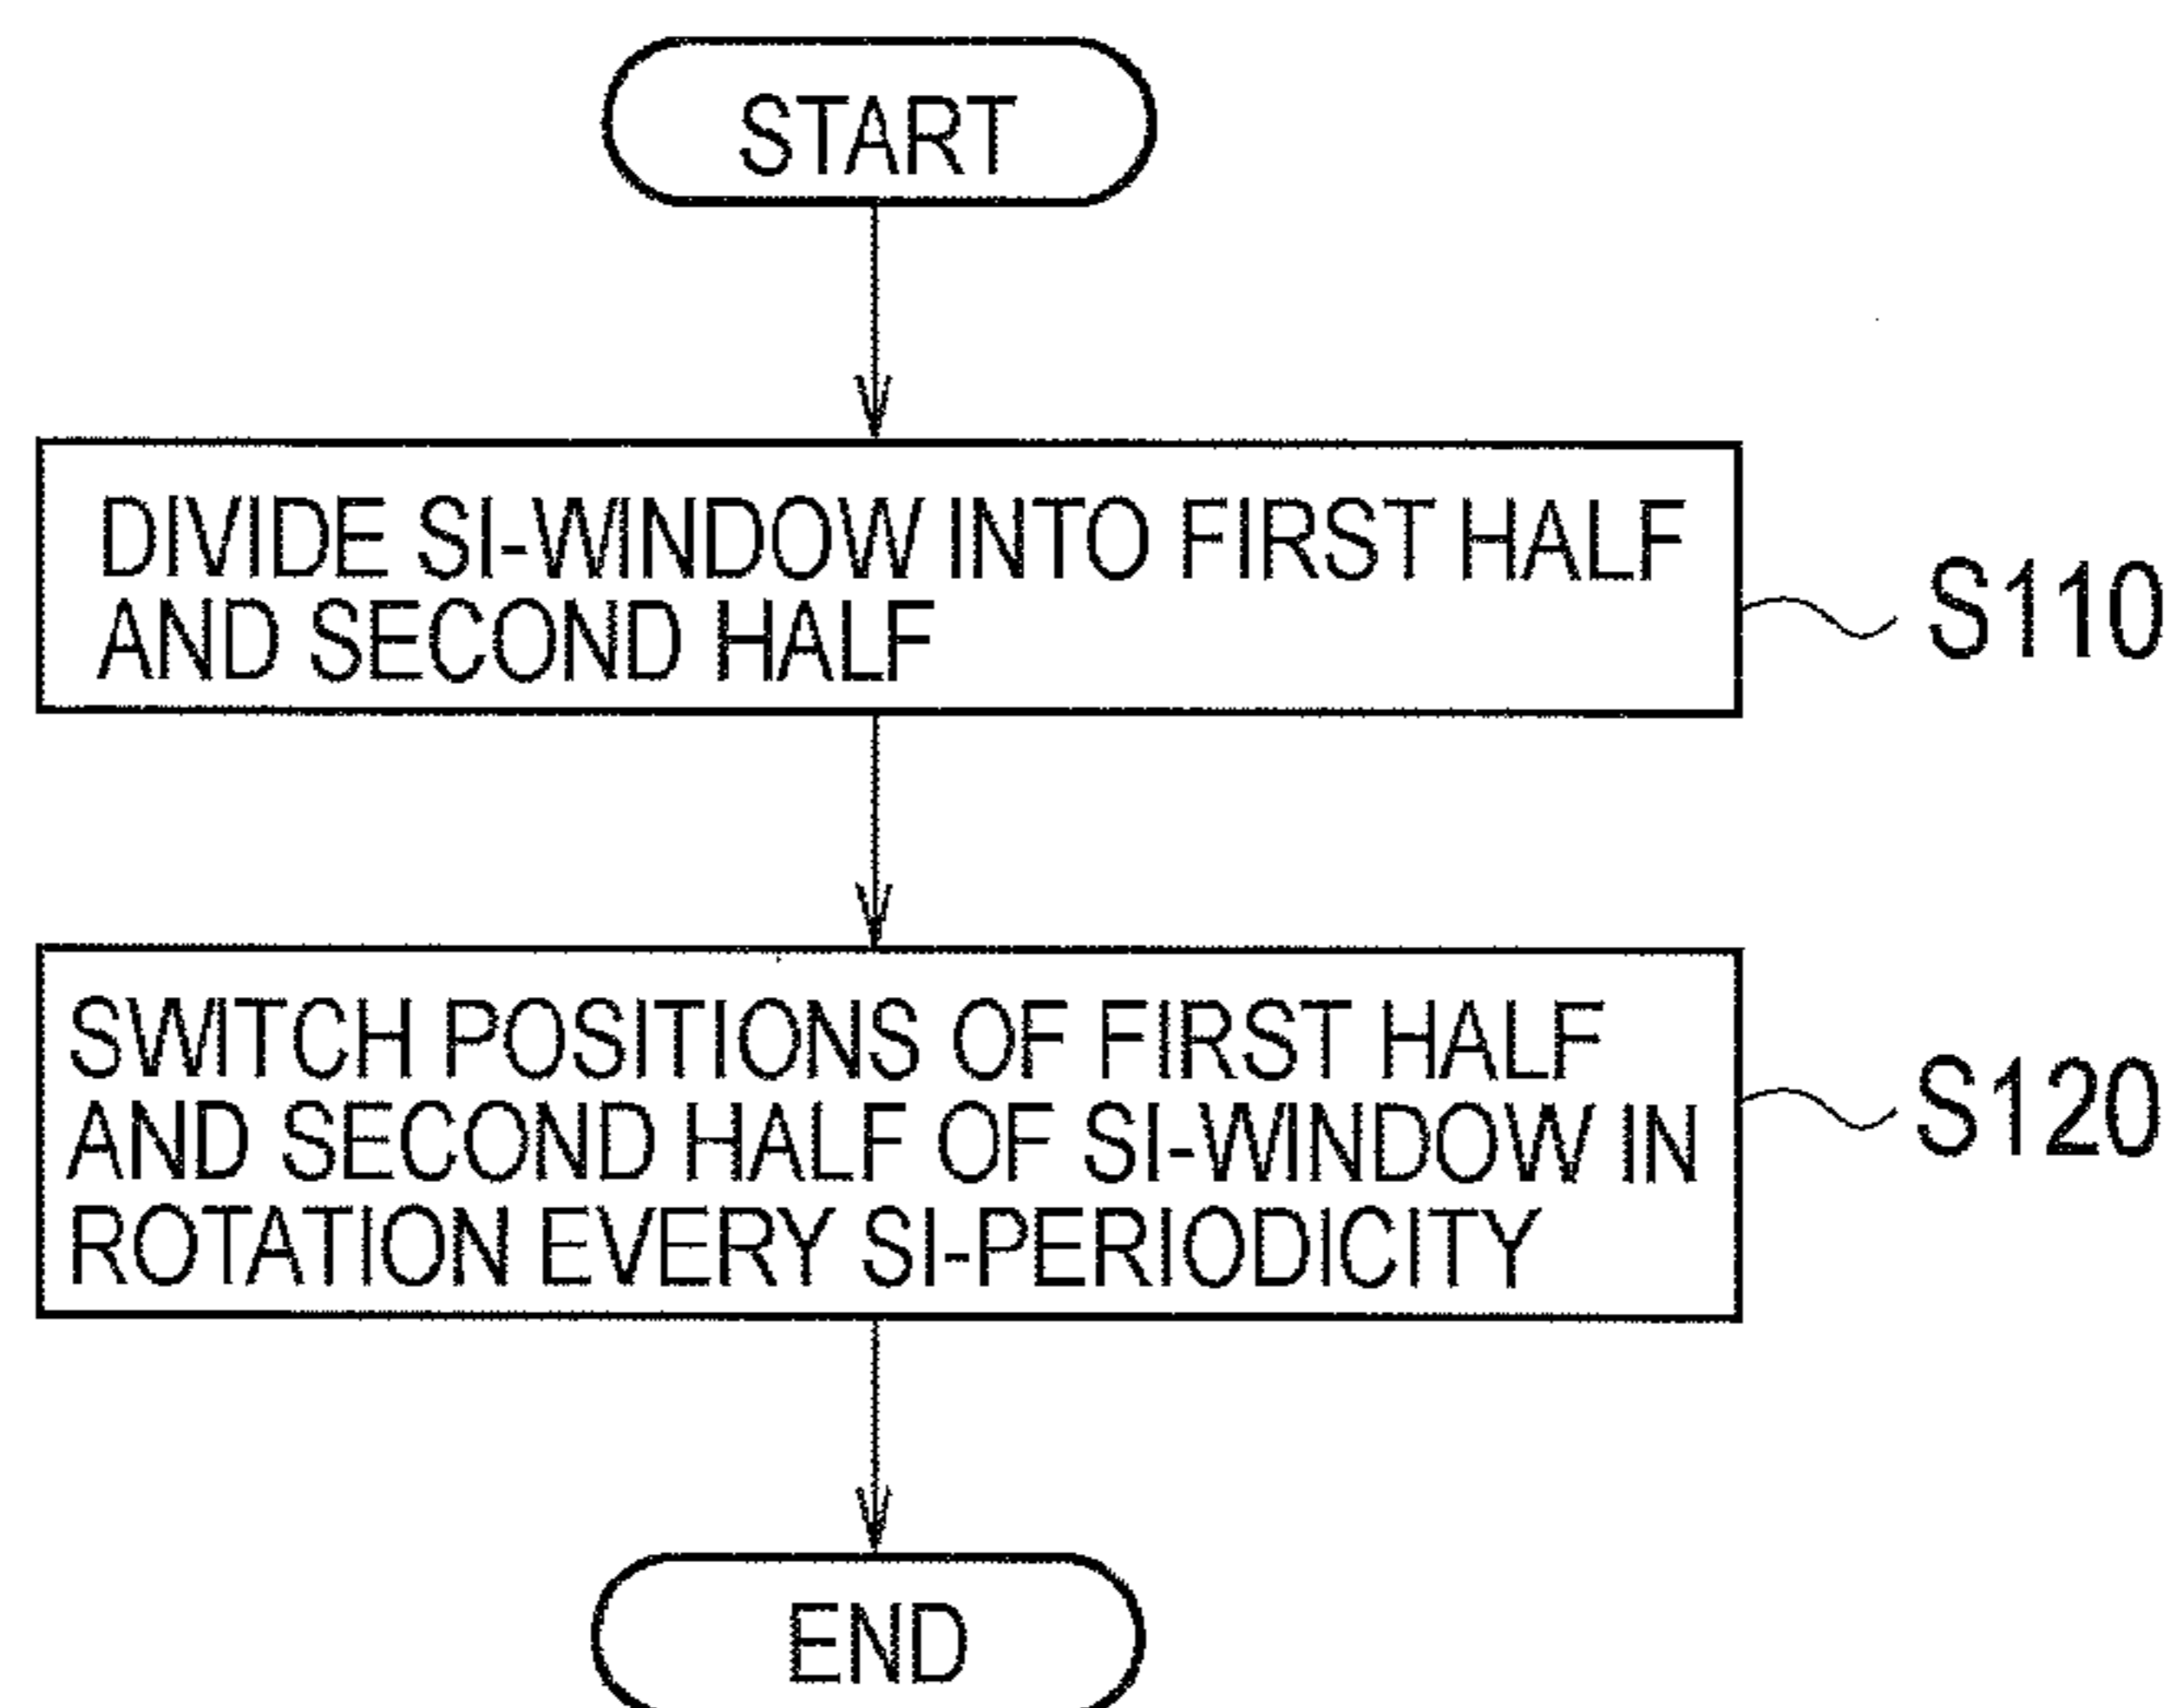 START
DIVIDE SI-WINDOW INTO FIRST HALF
AND SECOND HALF
S110
SWITCH POSITIONS OF FIRST HALF
AND SECOND HALF OF SI-WINDOW IN
ROTATION EVERY SI-PERIODICITY
S120
END